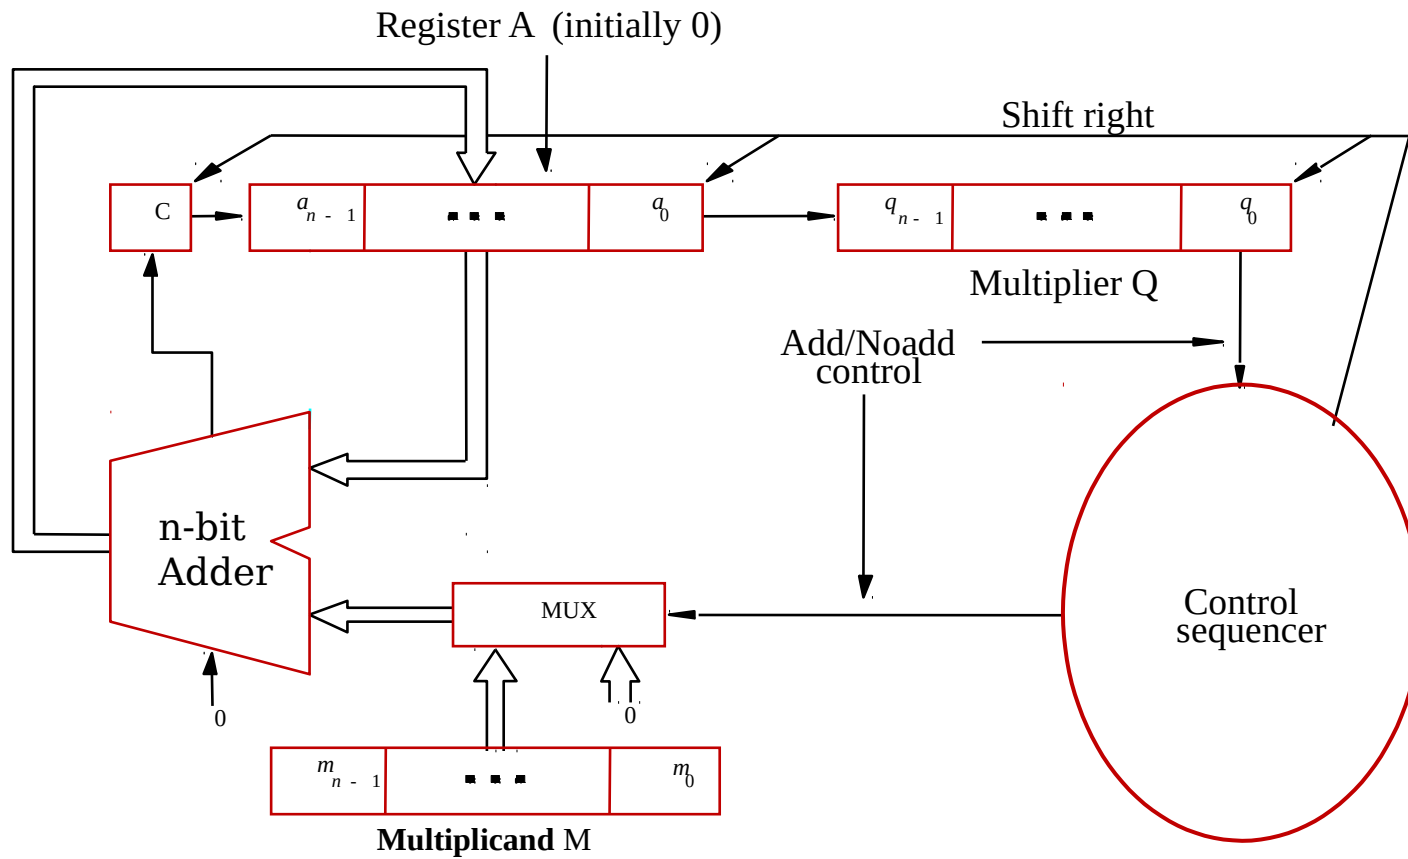 Register A (initially 0)
Shift right
C
a n - 1
a 0
q n - 1
q 0
Multiplier Q
Add/Noadd
control
n-bit
Adder
MUX
Control
sequencer
0
0
m n - 1
m 0
Multiplicand M